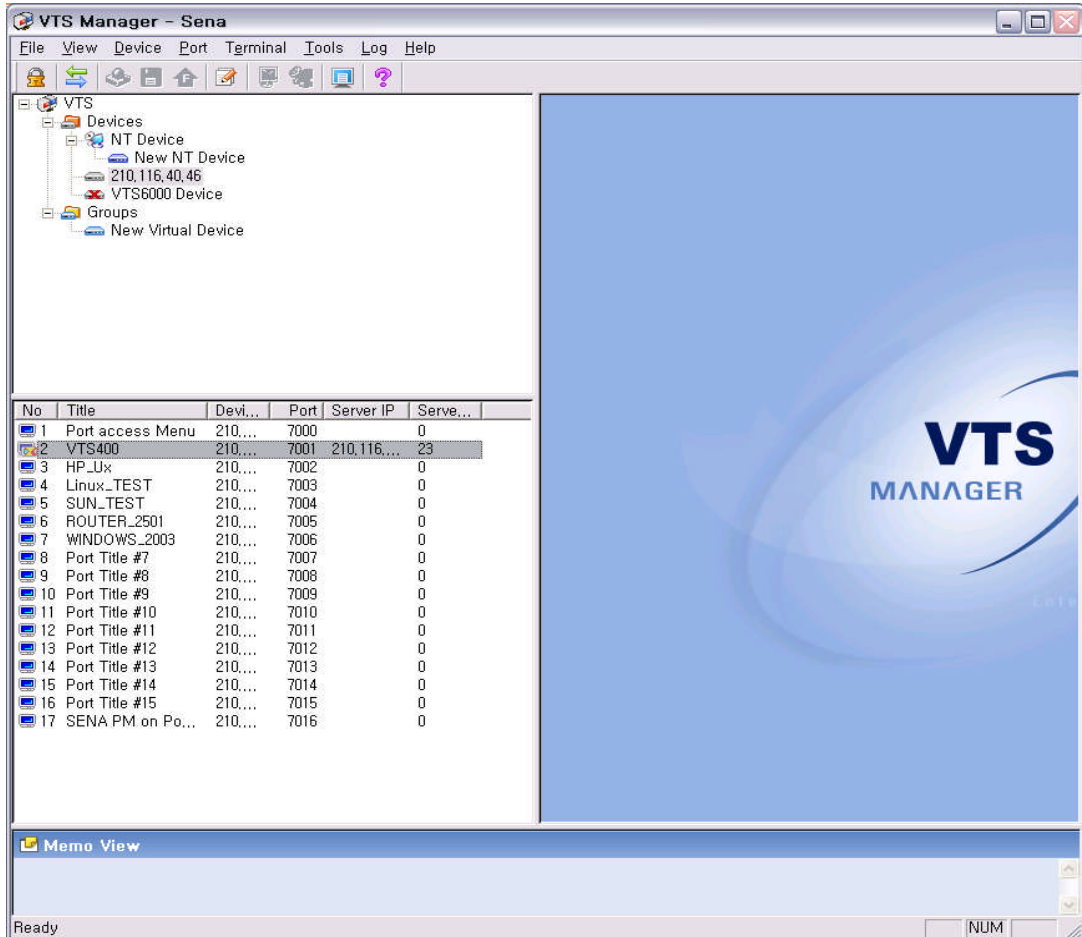 VTS Manager - Sena
File View Device Port Terminal Tools Log Help
VTS
Devices
NT Device
New NT Device
210,116,40,46
VTS6000 Device
Groups
New Virtual Device
No Title Devi... Port Server IP Serve...
1 Port access Menu 210,... 7000 0
2 VTS400 210,... 7001 210,116,... 23
3 HP_Ux 210,... 7002 0
4 Linux_TEST 210,... 7003 0
5 SUN_TEST 210,... 7004 0
6 ROUTER_2501 210,... 7005 0
7 WINDOWS_2003 210,... 7006 0
8 Port Title #7 210,... 7007 0
9 Port Title #8 210,... 7008 0
10 Port Title #9 210,... 7009 0
11 Port Title #10 210,... 7010 0
12 Port Title #11 210,... 7011 0
13 Port Title #12 210,... 7012 0
14 Port Title #13 210,... 7013 0
15 Port Title #14 210,... 7014 0
16 Port Title #15 210,... 7015 0
17 SENA PM on Po... 210,... 7016 0
VTS
MANAGER
Ente
Memo View
Ready NUM